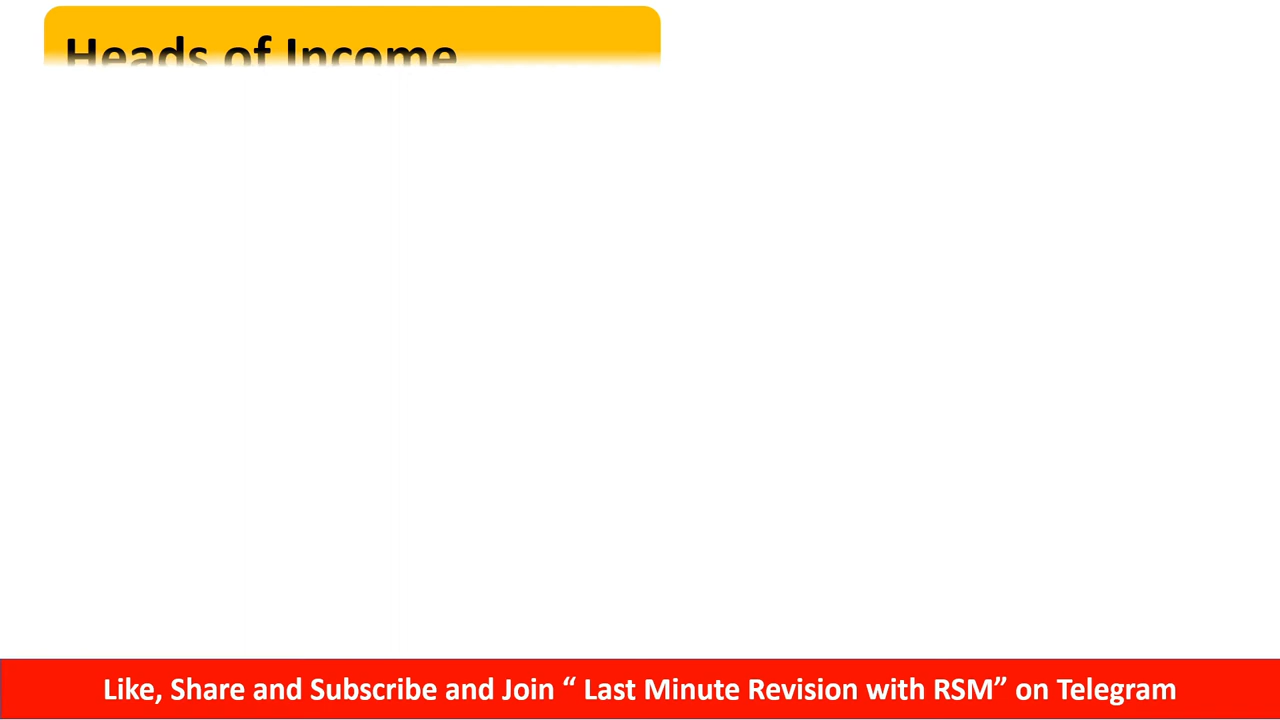 Heads of Income
Like, Share and Subscribe and Join “ Last Minute Revision with RSM” on Telegram